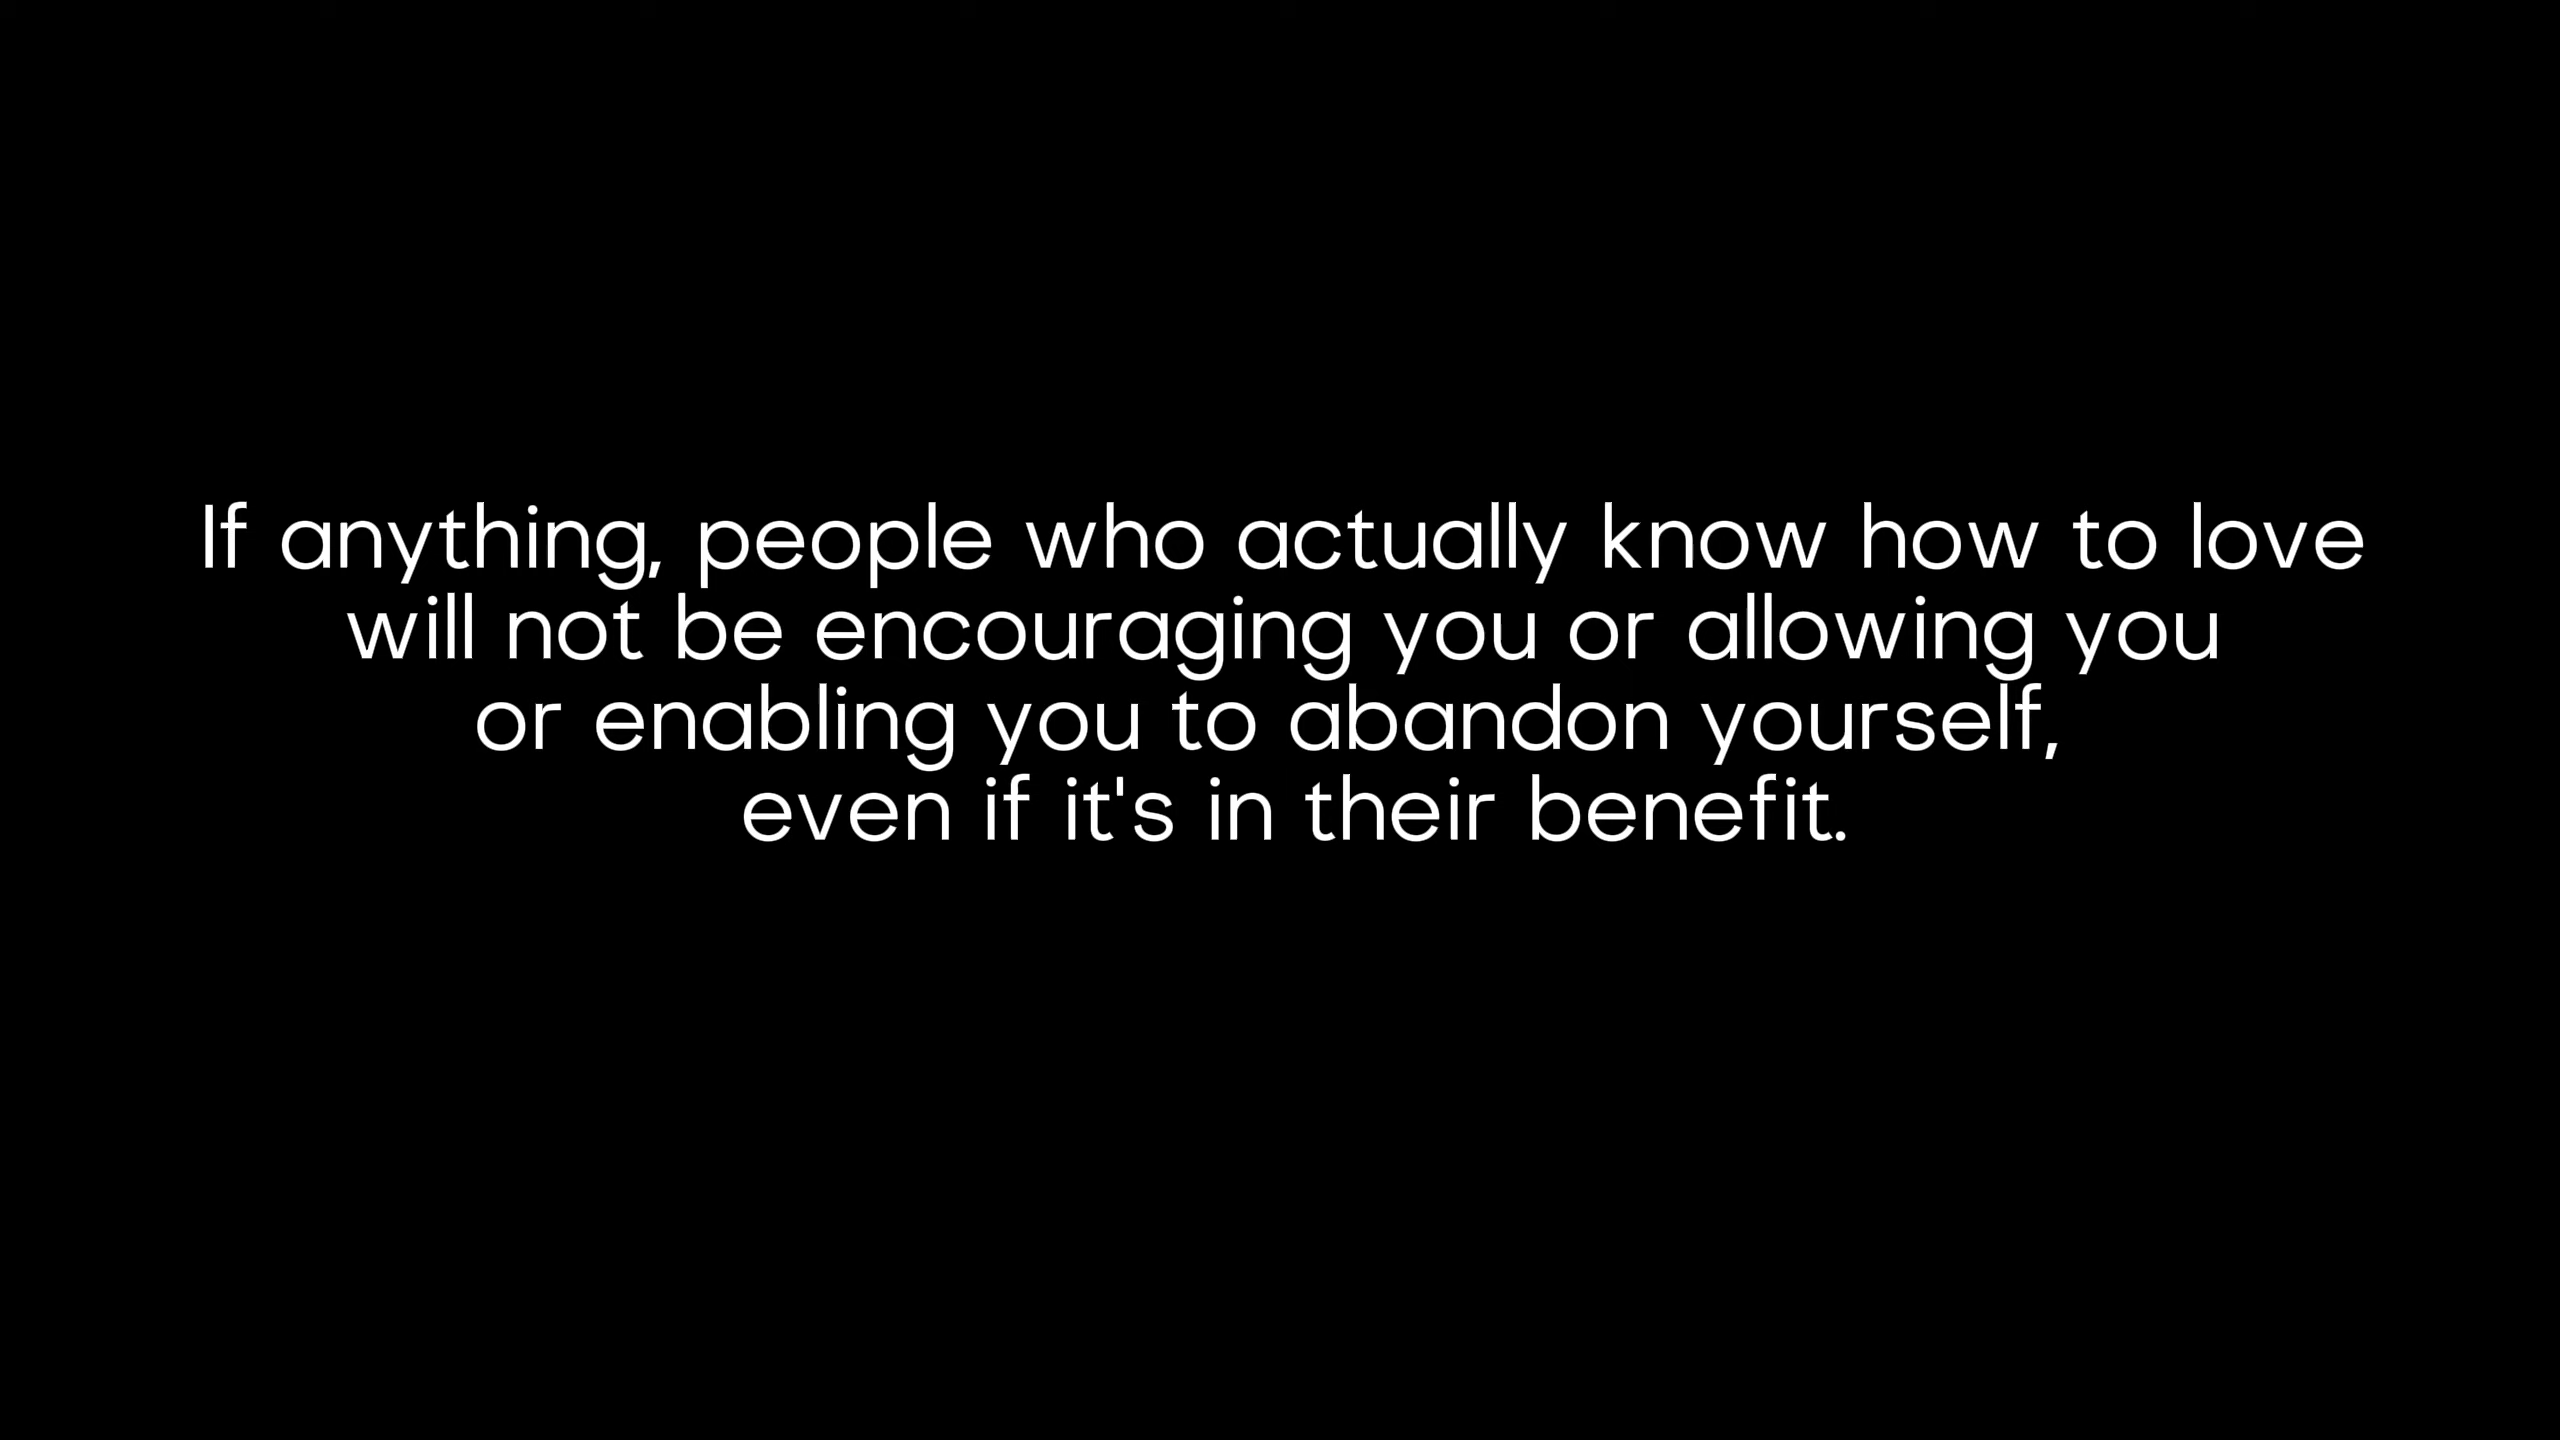 If anything, people who actually know how to love
will not be encouraging you or allowing you
or enabling you to abandon yourself,
even if it's in their benefit.